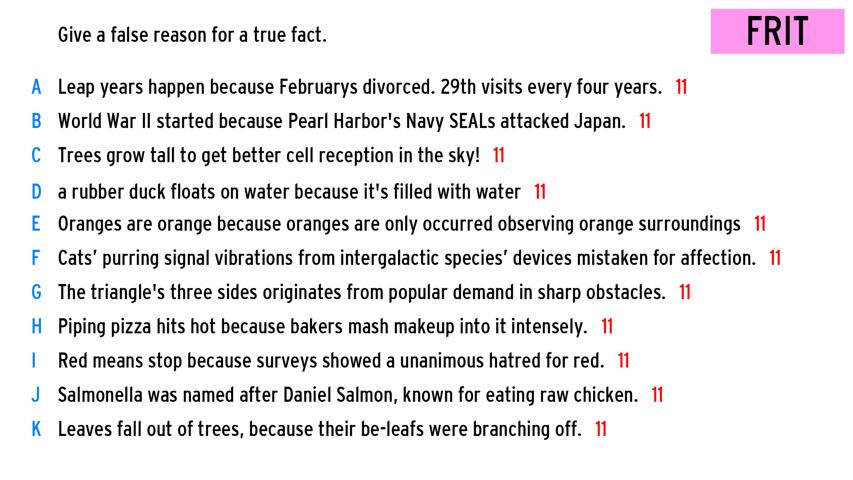 Give a false reason for a true fact.
FRIT
A Leap years happen because Februarys divorced. 29th visits every four years. 11
B World War II started because Pearl Harbor's Navy SEALs attacked Japan. 11
C Trees grow tall to get better cell reception in the sky! 11
D a rubber duck floats on water because it's filled with water 11
E Oranges are orange because oranges are only occurred observing orange surroundings 11
F Cats’ purring signal vibrations from intergalactic species’ devices mistaken for affection. 11
G The triangle's three sides originates from popular demand in sharp obstacles. 11
H Piping pizza hits hot because bakers mash makeup into it intensely. 11
I Red means stop because surveys showed a unanimous hatred for red. 11
J Salmonella was named after Daniel Salmon, known for eating raw chicken. 11
K Leaves fall out of trees, because their be-leafs were branching off. 11